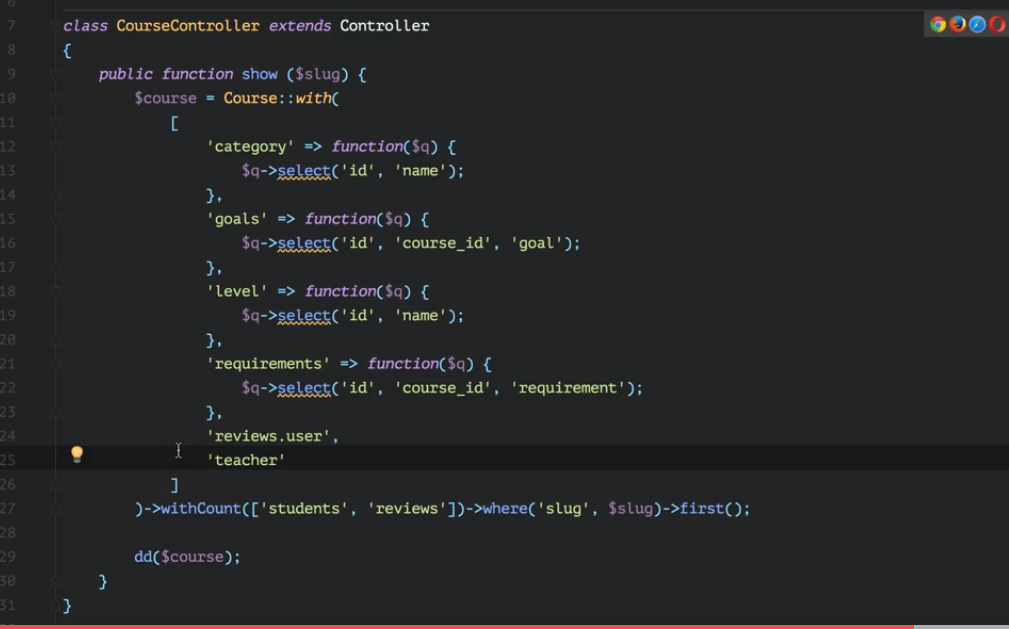 6
7 class CourseController extends Controller
8 {
9     public function show ($slug) {
10         $course = Course::with(
11             [
12                 'category' => function($q) {
13                     $q->select('id', 'name');
14                 },
15                 'goals' => function($q) {
16                     $q->select('id', 'course_id', 'goal');
17                 },
18                 'level' => function($q) {
19                     $q->select('id', 'name');
20                 },
21                 'requirements' => function($q) {
22                     $q->select('id', 'course_id', 'requirement');
23                 },
24                 'reviews.user',
25                 'teacher'
26             ]
27         )->withCount(['students', 'reviews'])->where('slug', $slug)->first();
28
29         dd($course);
30     }
31 }